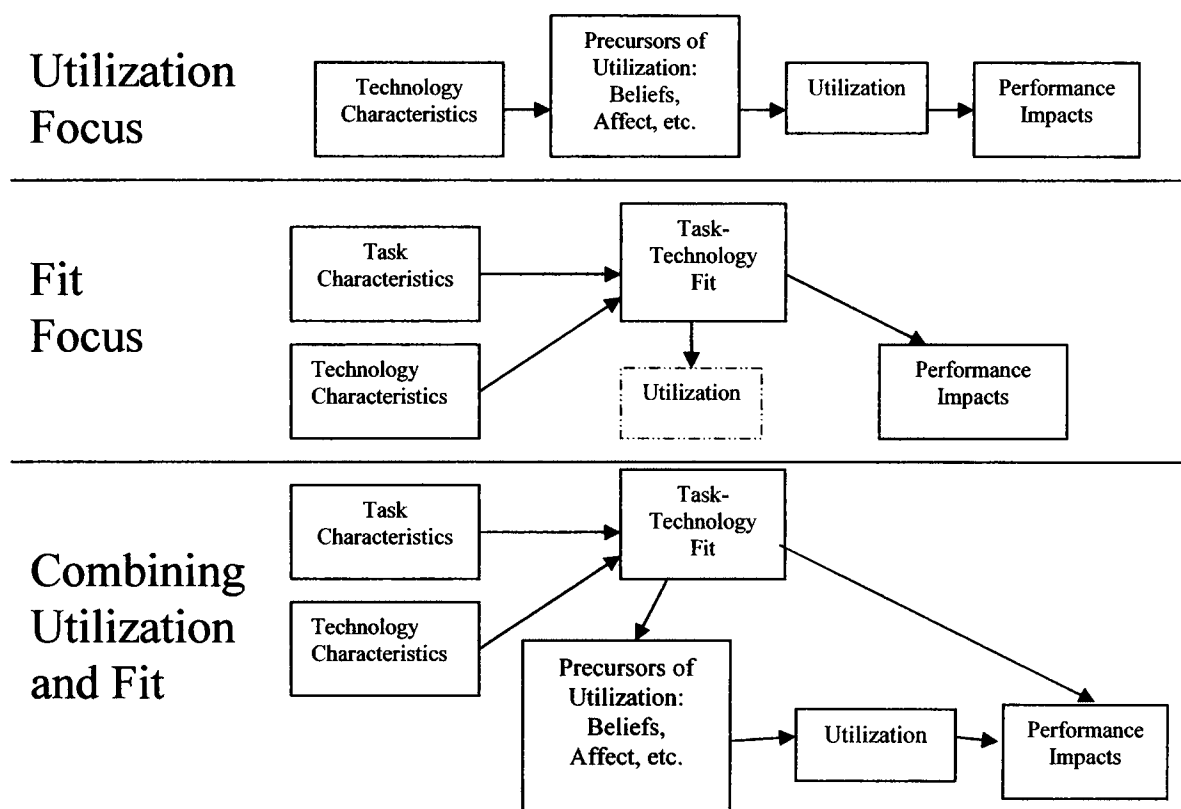 Utilization
Focus
Technology
Characteristics
Precursors of
Utilization:
Beliefs,
Affect, etc.
Utilization
Performance
Impacts
Fit
Focus
Task
Characteristics
Technology
Characteristics
Task-
Technology
Fit
Utilization
Performance
Impacts
Combining
Utilization
and Fit
Task
Characteristics
Technology
Characteristics
Task-
Technology
Fit
Precursors of
Utilization:
Beliefs,
Affect, etc.
Utilization
Performance
Impacts